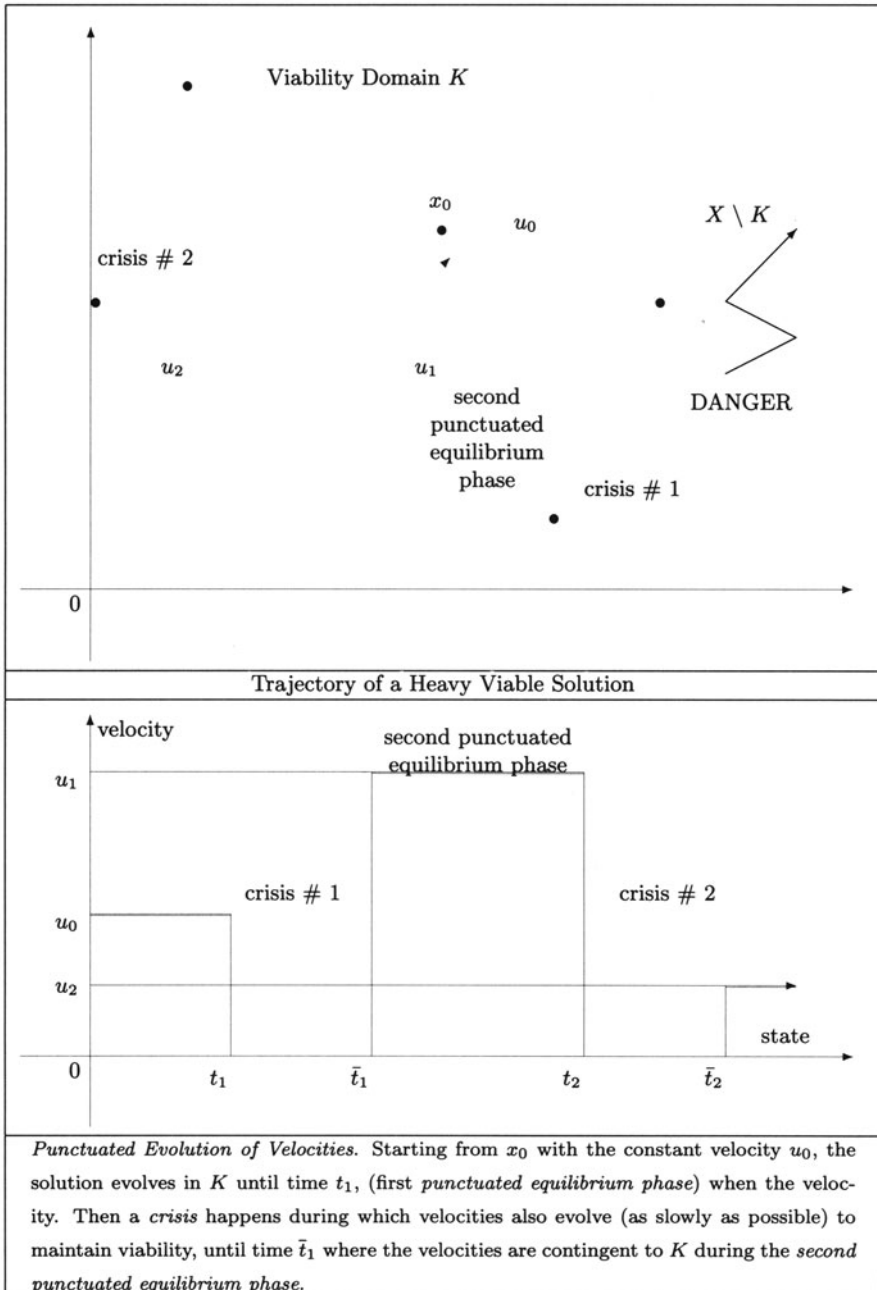 Viability Domain K
x₀
u₀
X \ K
crisis # 2
u₂
u₁
second
punctuated
equilibrium
phase
DANGER
crisis # 1
0
Trajectory of a Heavy Viable Solution
velocity
second punctuated
equilibrium phase
u₁
crisis # 1
crisis # 2
u₀
u₂
state
0
t₁
t̄₁
t₂
t̄₂
Punctuated Evolution of Velocities. Starting from x₀ with the constant velocity u₀, the
solution evolves in K until time t₁, (first punctuated equilibrium phase) when the veloc-
ity. Then a crisis happens during which velocities also evolve (as slowly as possible) to
maintain viability, until time t̄₁ where the velocities are contingent to K during the second
punctuated equilibrium phase.